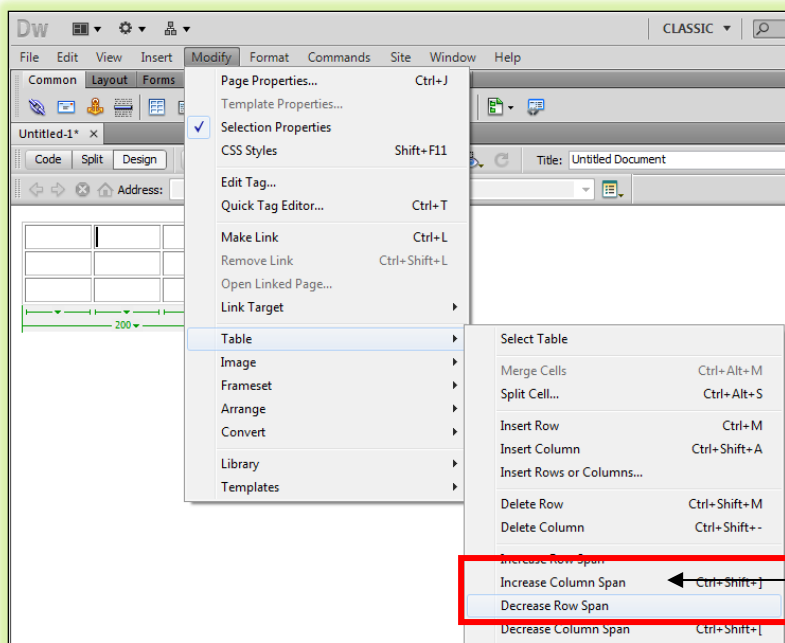 Dw CLASSIC
File Edit View Insert Modify Format Commands Site Window Help
Common Layout Forms
Untitled-1* ×
Code Split Design Title: Untitled Document
Address:
200
Page Properties... Ctrl+J
Template Properties...
Selection Properties
CSS Styles Shift+F11
Edit Tag...
Quick Tag Editor... Ctrl+T
Make Link Ctrl+L
Remove Link Ctrl+Shift+L
Open Linked Page...
Link Target
Table
Image
Frameset
Arrange
Convert
Library
Templates
Select Table
Merge Cells Ctrl+Alt+M
Split Cell... Ctrl+Alt+S
Insert Row Ctrl+M
Insert Column Ctrl+Shift+A
Insert Rows or Columns...
Delete Row Ctrl+Shift+M
Delete Column Ctrl+Shift+-
Increase Row Span
Increase Column Span Ctrl+Shift+]
Decrease Row Span
Decrease Column Span Ctrl+Shift+[